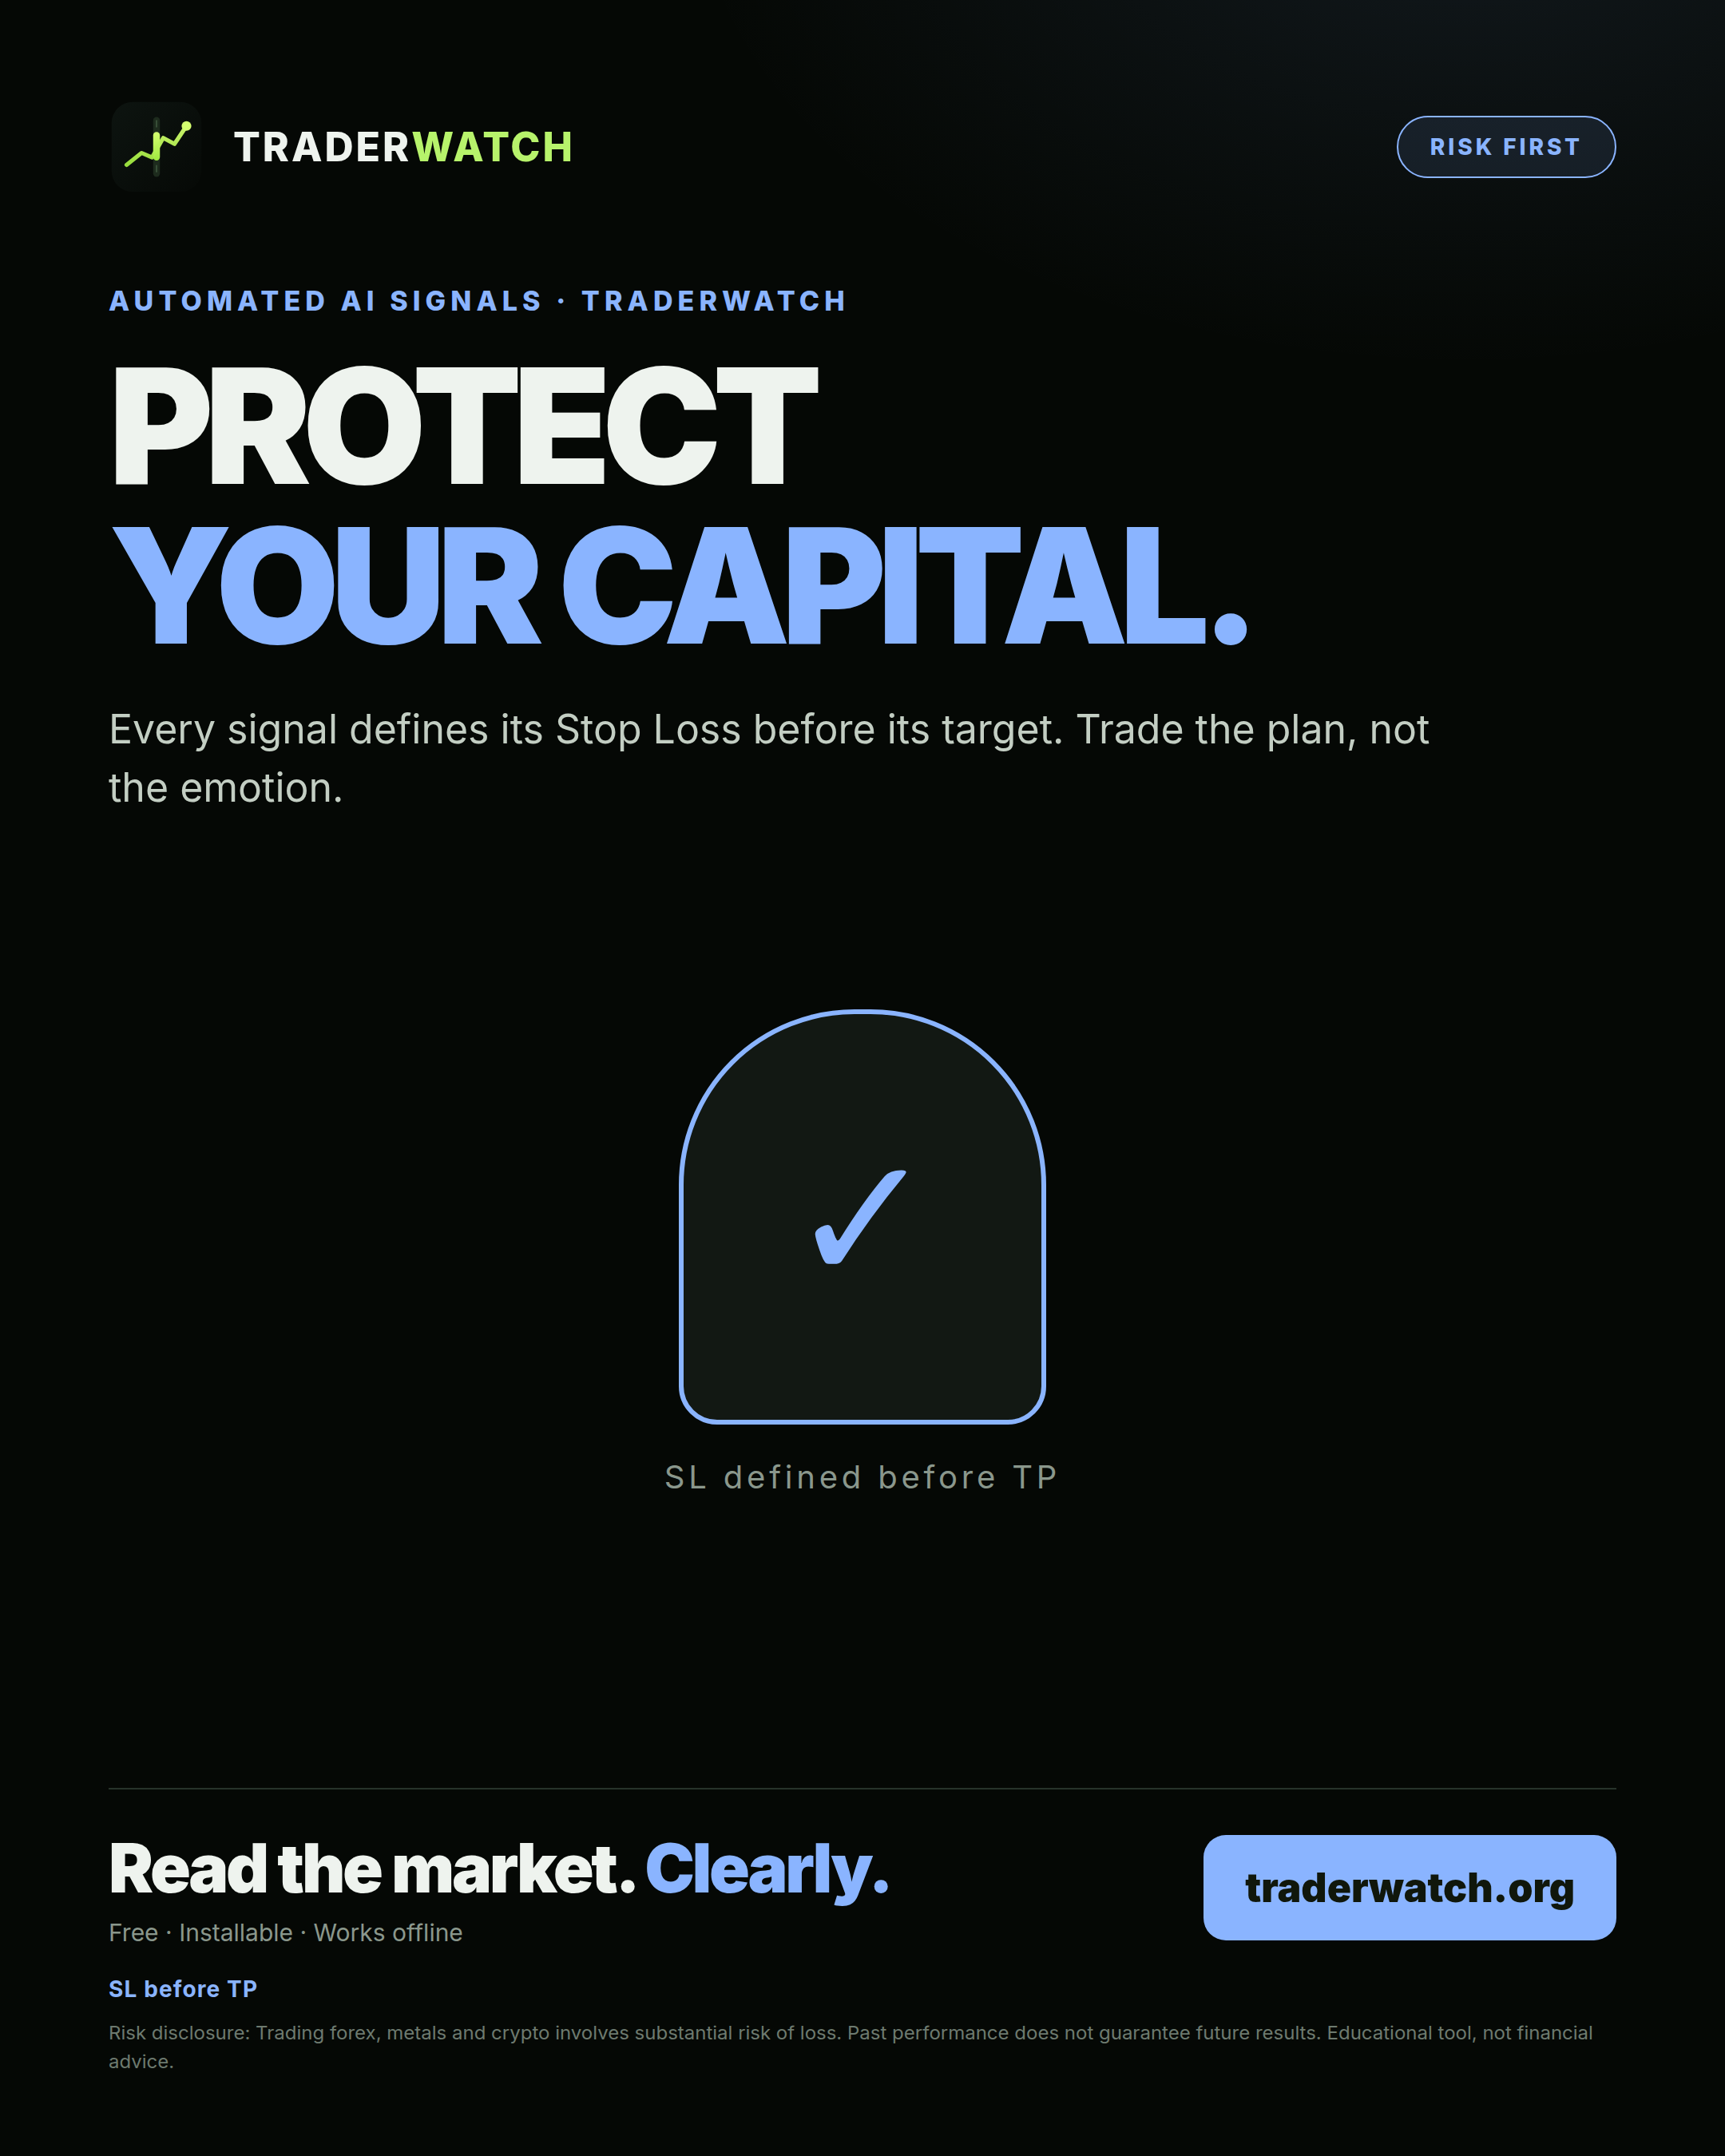 TRADERWATCH
RISK FIRST
AUTOMATED AI SIGNALS · TRADERWATCH
PROTECT
YOUR CAPITAL.
Every signal defines its Stop Loss before its target. Trade the plan, not
the emotion.
SL defined before TP
Read the market. Clearly.
traderwatch.org
Free · Installable · Works offline
SL before TP
Risk disclosure: Trading forex, metals and crypto involves substantial risk of loss. Past performance does not guarantee future results. Educational tool, not financial
advice.